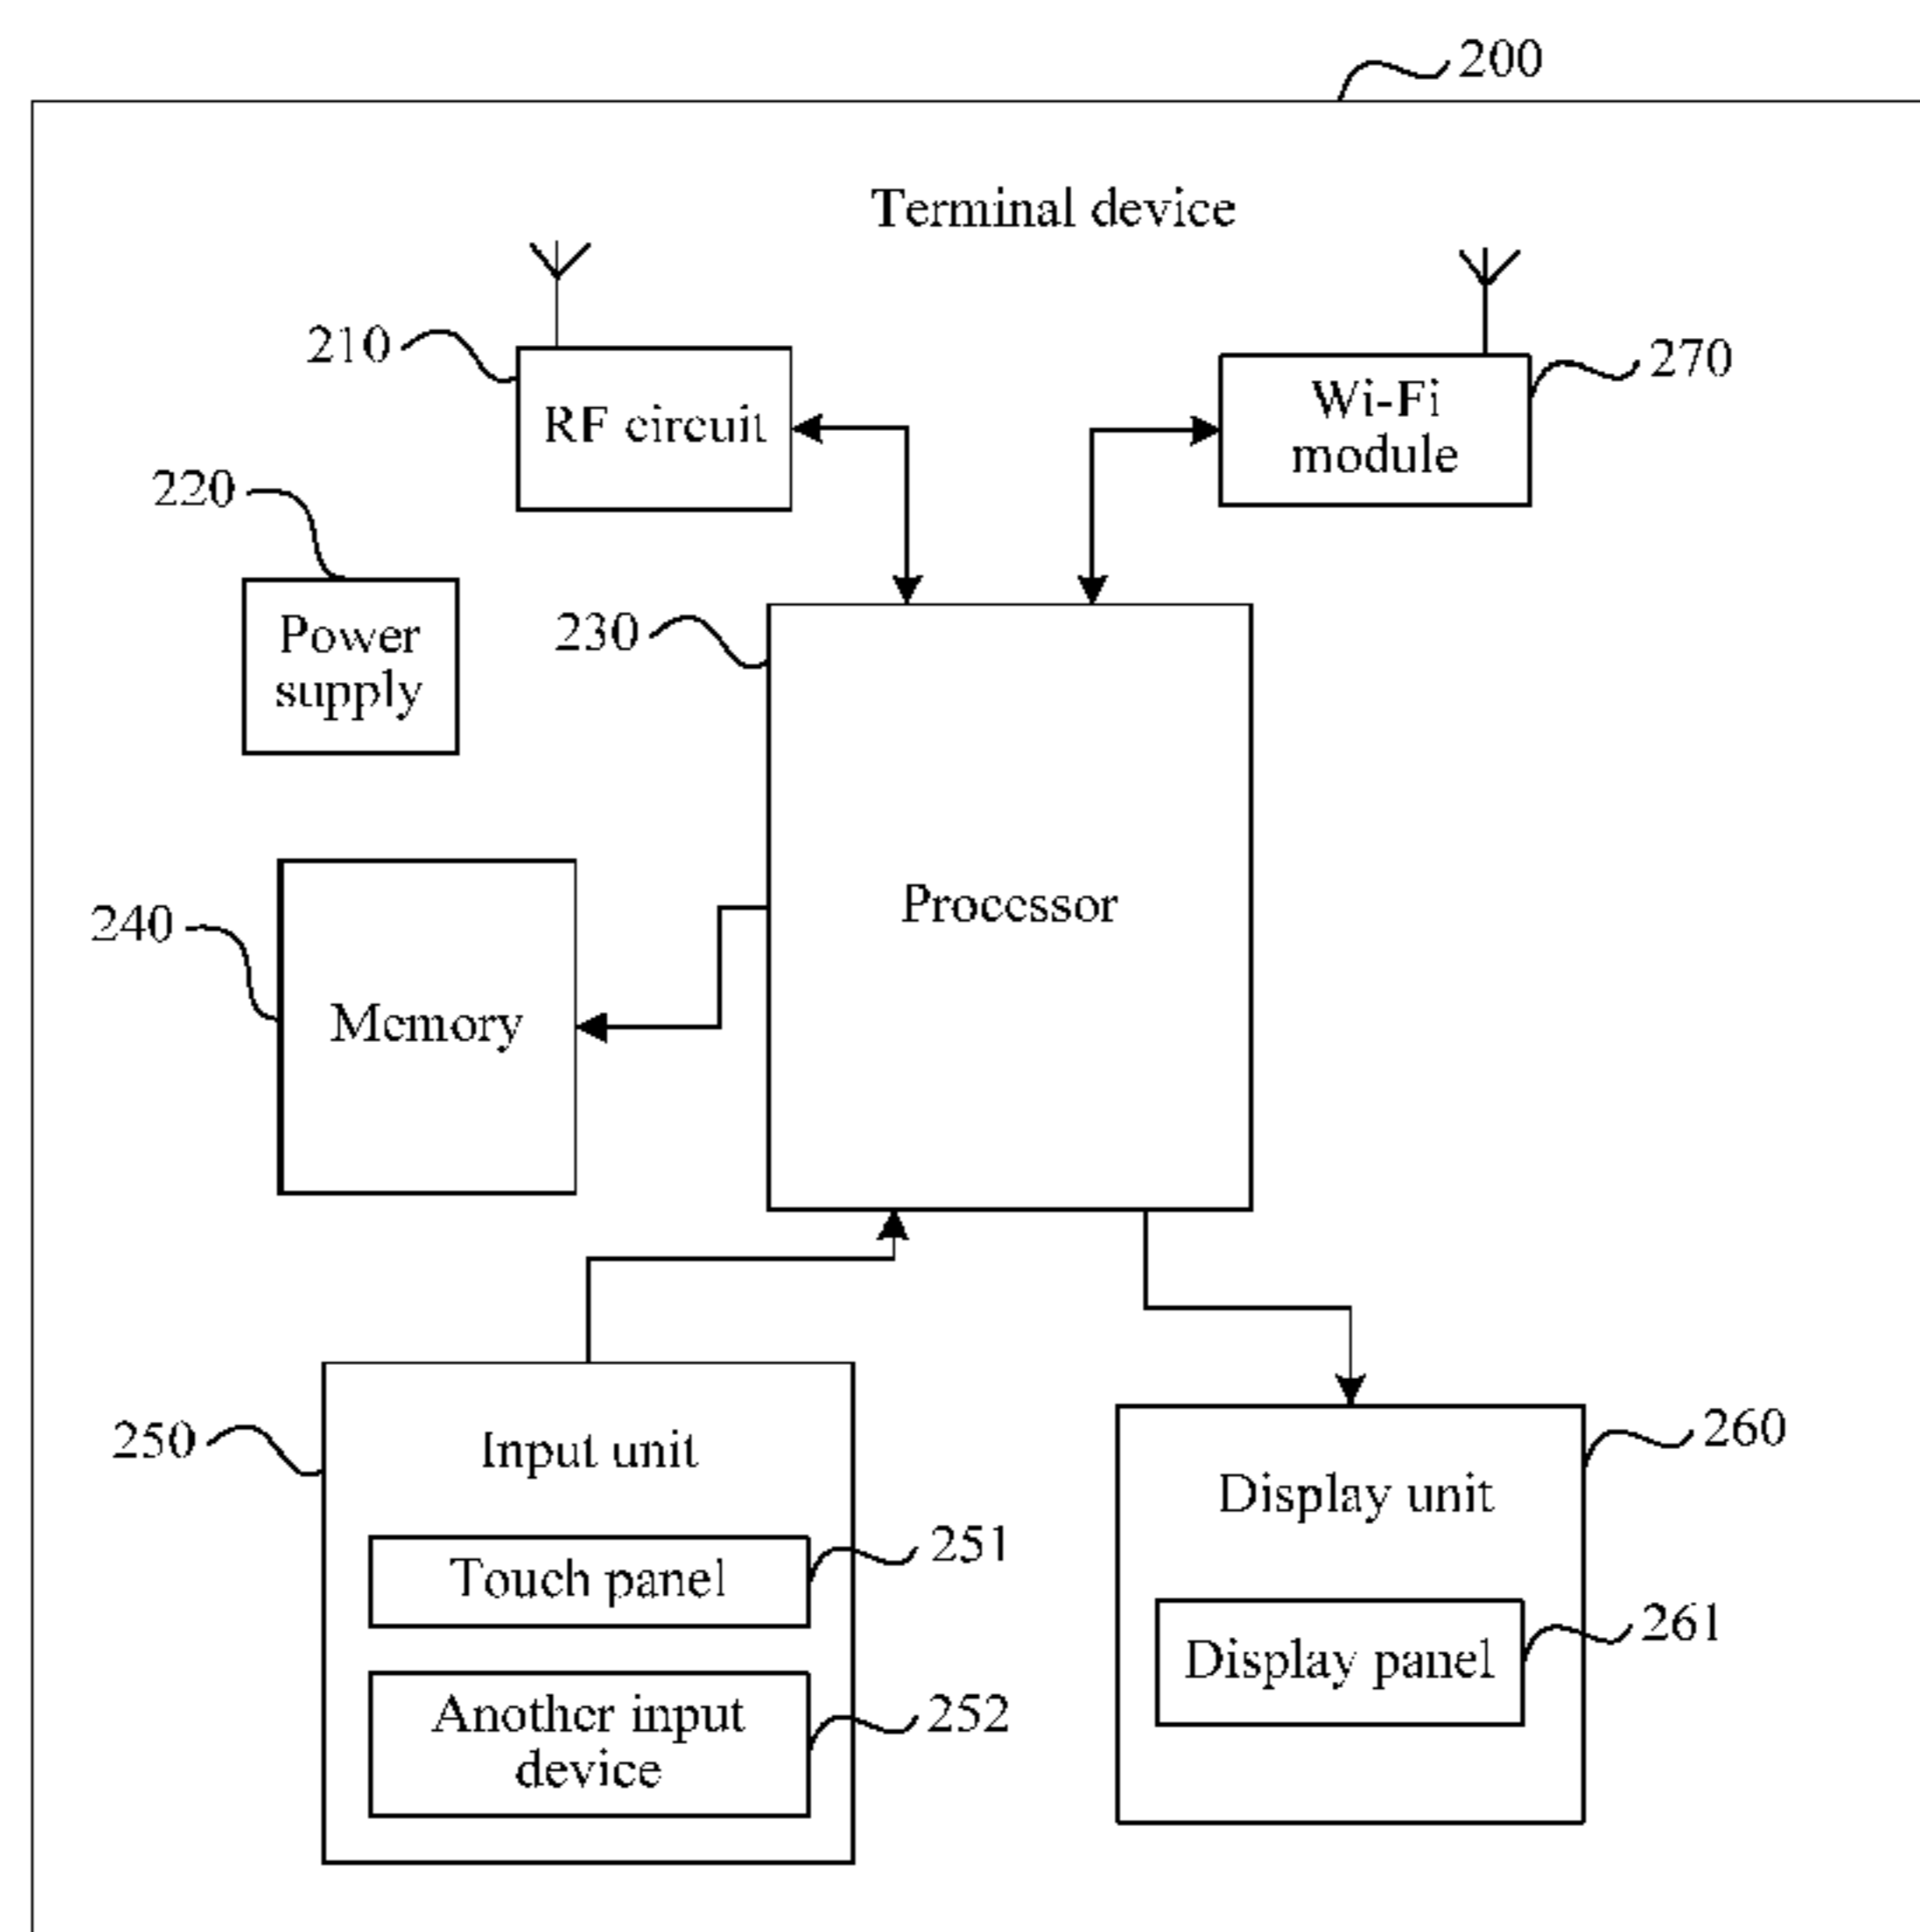 200
Terminal device
210
RF circuit
Wi-Fi
module
270
220
Power
supply
230
Processor
240
Memory
250
Input unit
Touch panel
251
Another input
device
252
260
Display unit
Display panel
261